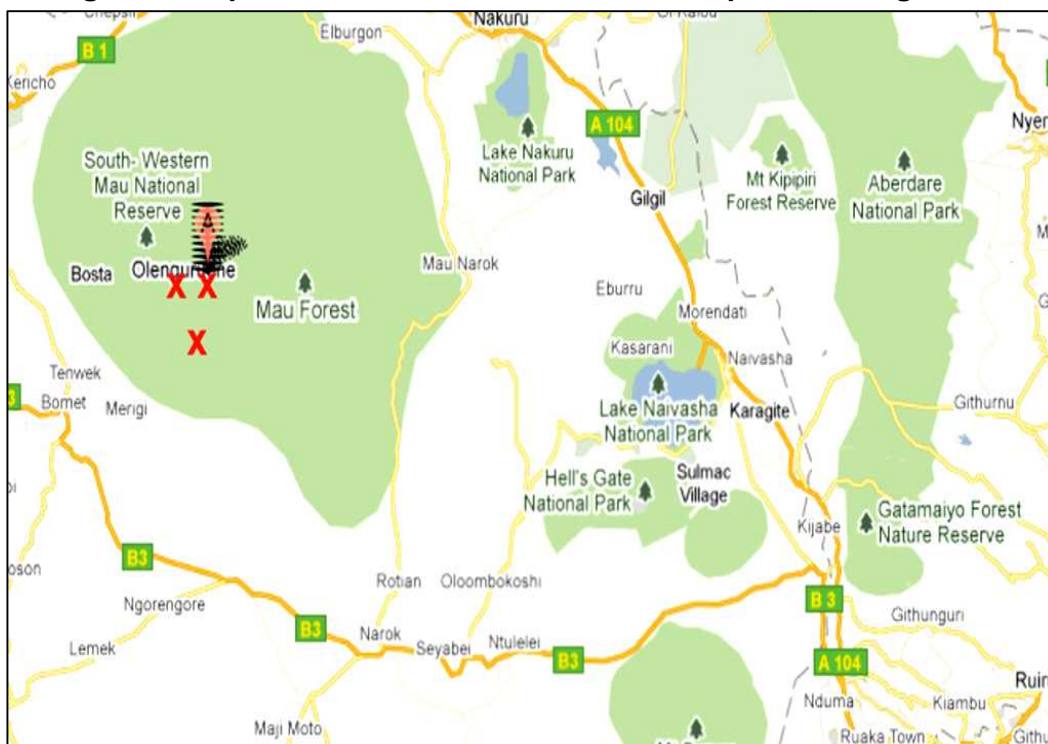 Nakuru
Elburgon
B 1
Kericho
A 104
Lake Nakuru
National Park
Mt Kipipiri
Forest Reserve
Aberdare
National Park
South- Western
Mau National
Reserve
Gilgil
Bosta
Mau Narok
Mau Forest
Eburru
Morendati
Kasarani
Naivasha
Tenwek
Bomet
Merigi
Lake Naivasha
National Park
Karagite
Githurnu
Hell's Gate
National Park
Sulmac
Village
Gatamaiyo Forest
Nature Reserve
Kijabe
B3
Rotian
Oloombokoshi
Ngorengore
B 3
Githunguri
B3
Narok
Seyabei
Ntulelei
B3
Lemek
A 104
Nduma
Kiambu
Maji Moto
Ruaka Town
X X
X